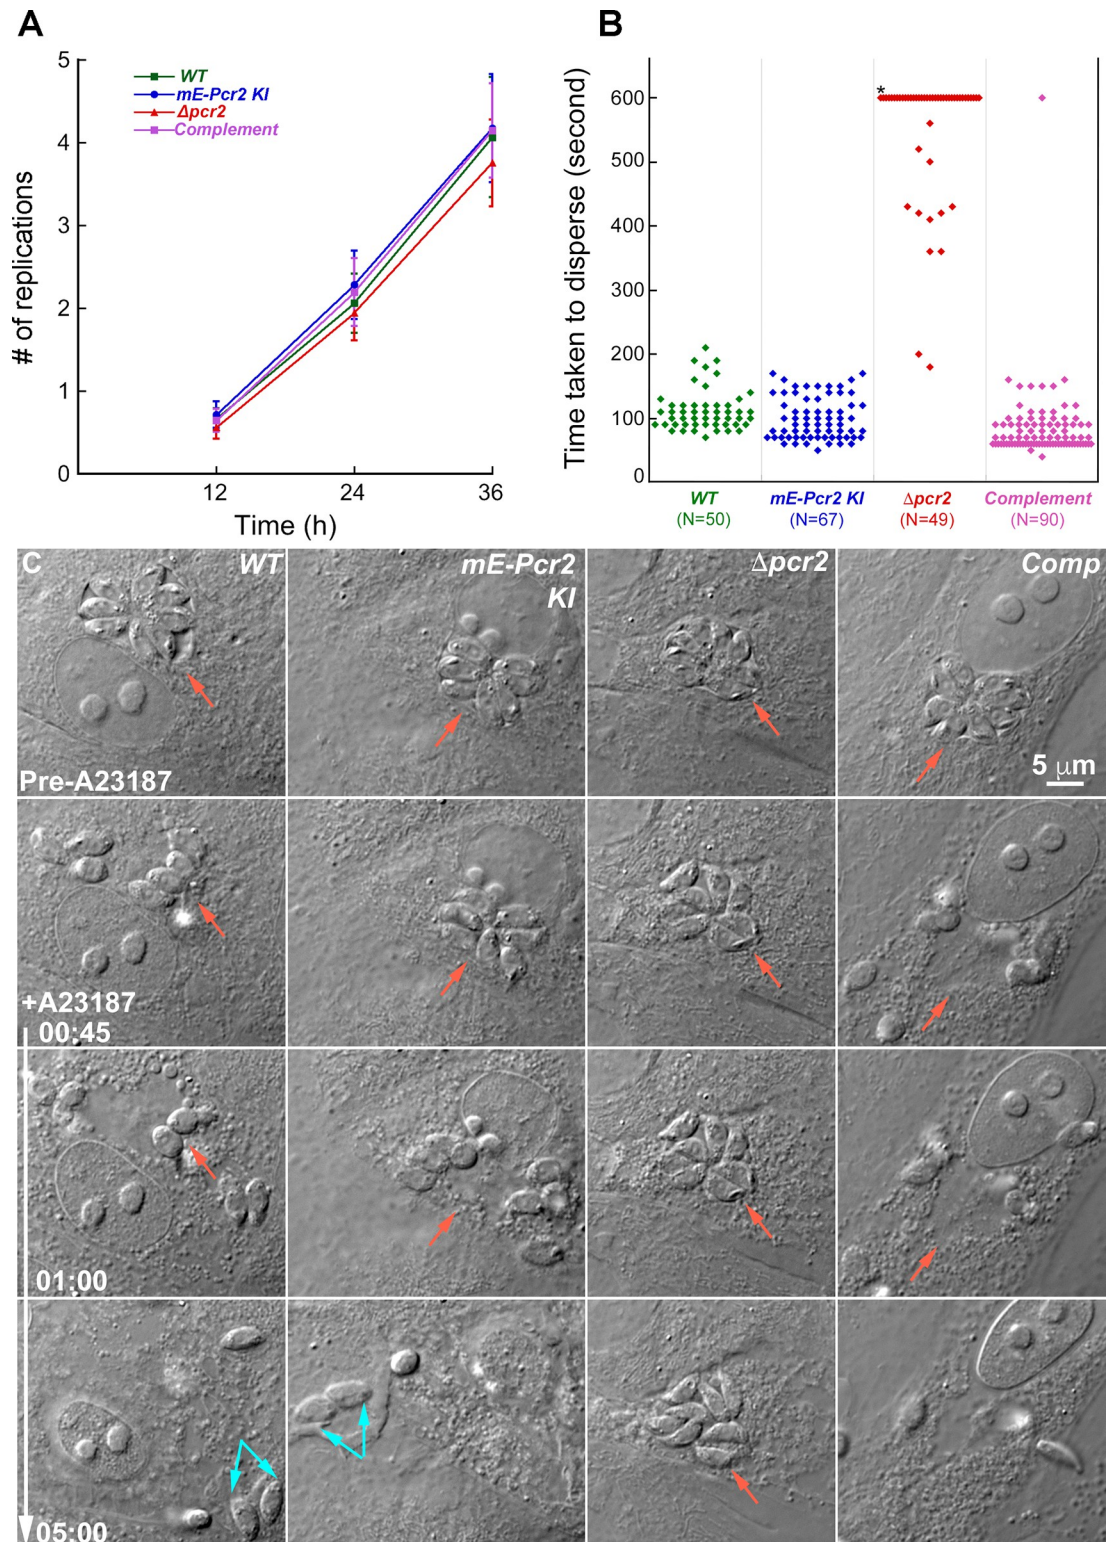 A
B
5
4
3
2
1
0
# of replications
WT
mE-Pcr2 KI
Δpcr2
Complement
12
24
36
Time (h)
600
500
400
300
200
100
0
Time taken to disperse (second)
*
WT
(N=50)
mE-Pcr2 KI
(N=67)
Δpcr2
(N=49)
Complement
(N=90)
C
WT
mE-Pcr2
KI
Δpcr2
Comp
Pre-A23187
5 μm
+A23187
00:45
01:00
05:00